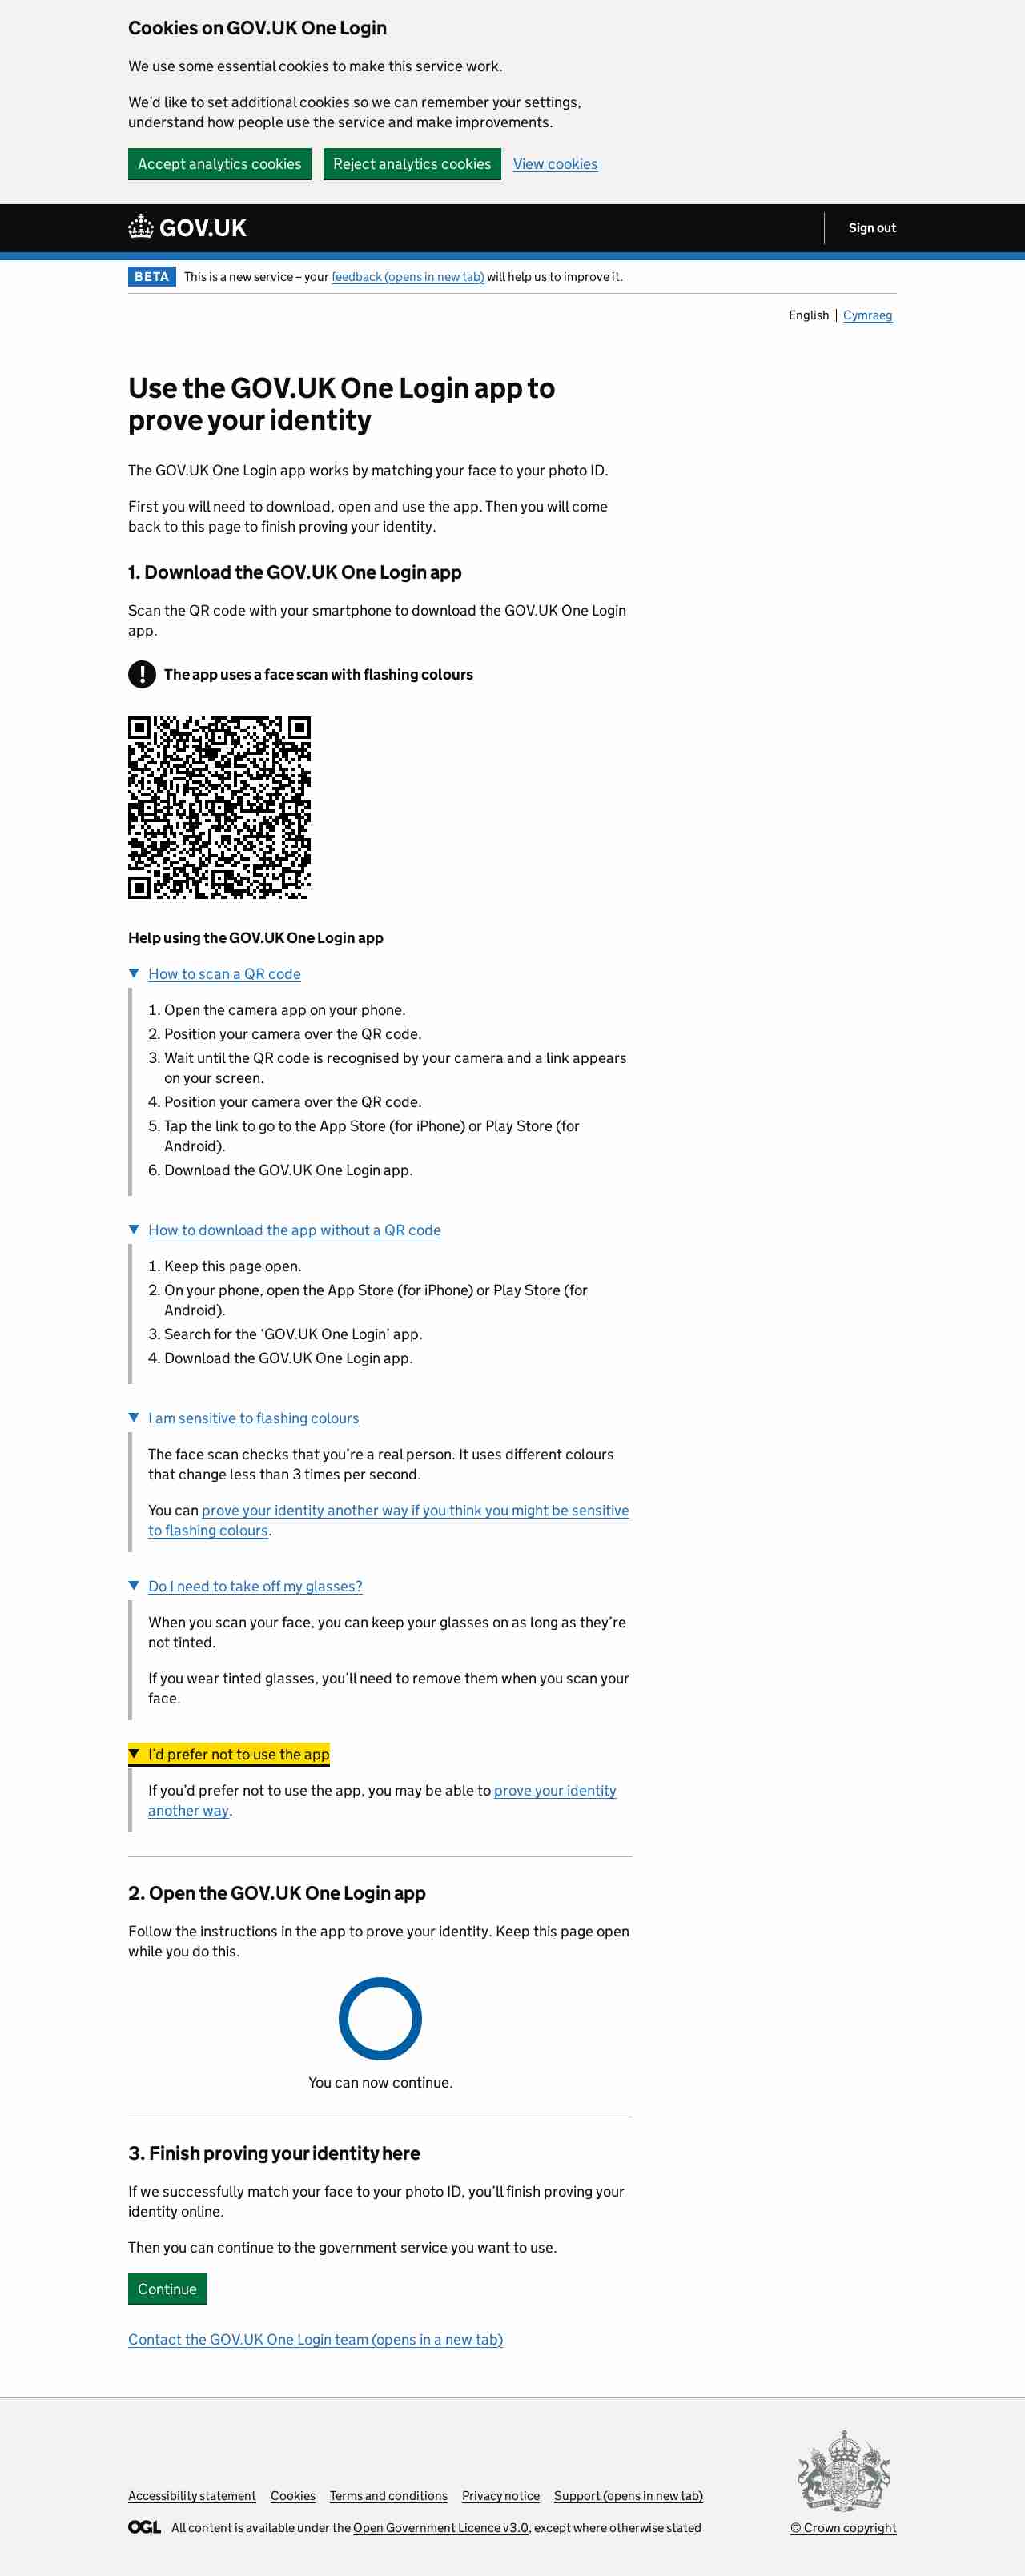 Cookies on GOV.UK One Login
We use some essential cookies to make this service work.
We’d like to set additional cookies so we can remember your settings,
understand how people use the service and make improvements.
Accept analytics cookies Reject analytics cookies View cookies
GOV.UK Sign out
BETA This is a new service – your feedback (opens in new tab) will help us to improve it.
English Cymraeg
Use the GOV.UK One Login app to
prove your identity
The GOV.UK One Login app works by matching your face to your photo ID.
First you will need to download, open and use the app. Then you will come
back to this page to finish proving your identity.
1. Download the GOV.UK One Login app
Scan the QR code with your smartphone to download the GOV.UK One Login
app.
! The app uses a face scan with flashing colours
Help using the GOV.UK One Login app
How to scan a QR code
1. Open the camera app on your phone.
2. Position your camera over the QR code.
3. Wait until the QR code is recognised by your camera and a link appears
on your screen.
4. Position your camera over the QR code.
5. Tap the link to go to the App Store (for iPhone) or Play Store (for
Android).
6. Download the GOV.UK One Login app.
How to download the app without a QR code
1. Keep this page open.
2. On your phone, open the App Store (for iPhone) or Play Store (for
Android).
3. Search for the ‘GOV.UK One Login’ app.
4. Download the GOV.UK One Login app.
I am sensitive to flashing colours
The face scan checks that you’re a real person. It uses different colours
that change less than 3 times per second.
You can prove your identity another way if you think you might be sensitive
to flashing colours.
Do I need to take off my glasses?
When you scan your face, you can keep your glasses on as long as they’re
not tinted.
If you wear tinted glasses, you’ll need to remove them when you scan your
face.
I’d prefer not to use the app
If you’d prefer not to use the app, you may be able to prove your identity
another way.
2. Open the GOV.UK One Login app
Follow the instructions in the app to prove your identity. Keep this page open
while you do this.
You can now continue.
3. Finish proving your identity here
If we successfully match your face to your photo ID, you’ll finish proving your
identity online.
Then you can continue to the government service you want to use.
Continue
Contact the GOV.UK One Login team (opens in a new tab)
Accessibility statement Cookies Terms and conditions Privacy notice Support (opens in new tab)
OGL All content is available under the Open Government Licence v3.0, except where otherwise stated
© Crown copyright